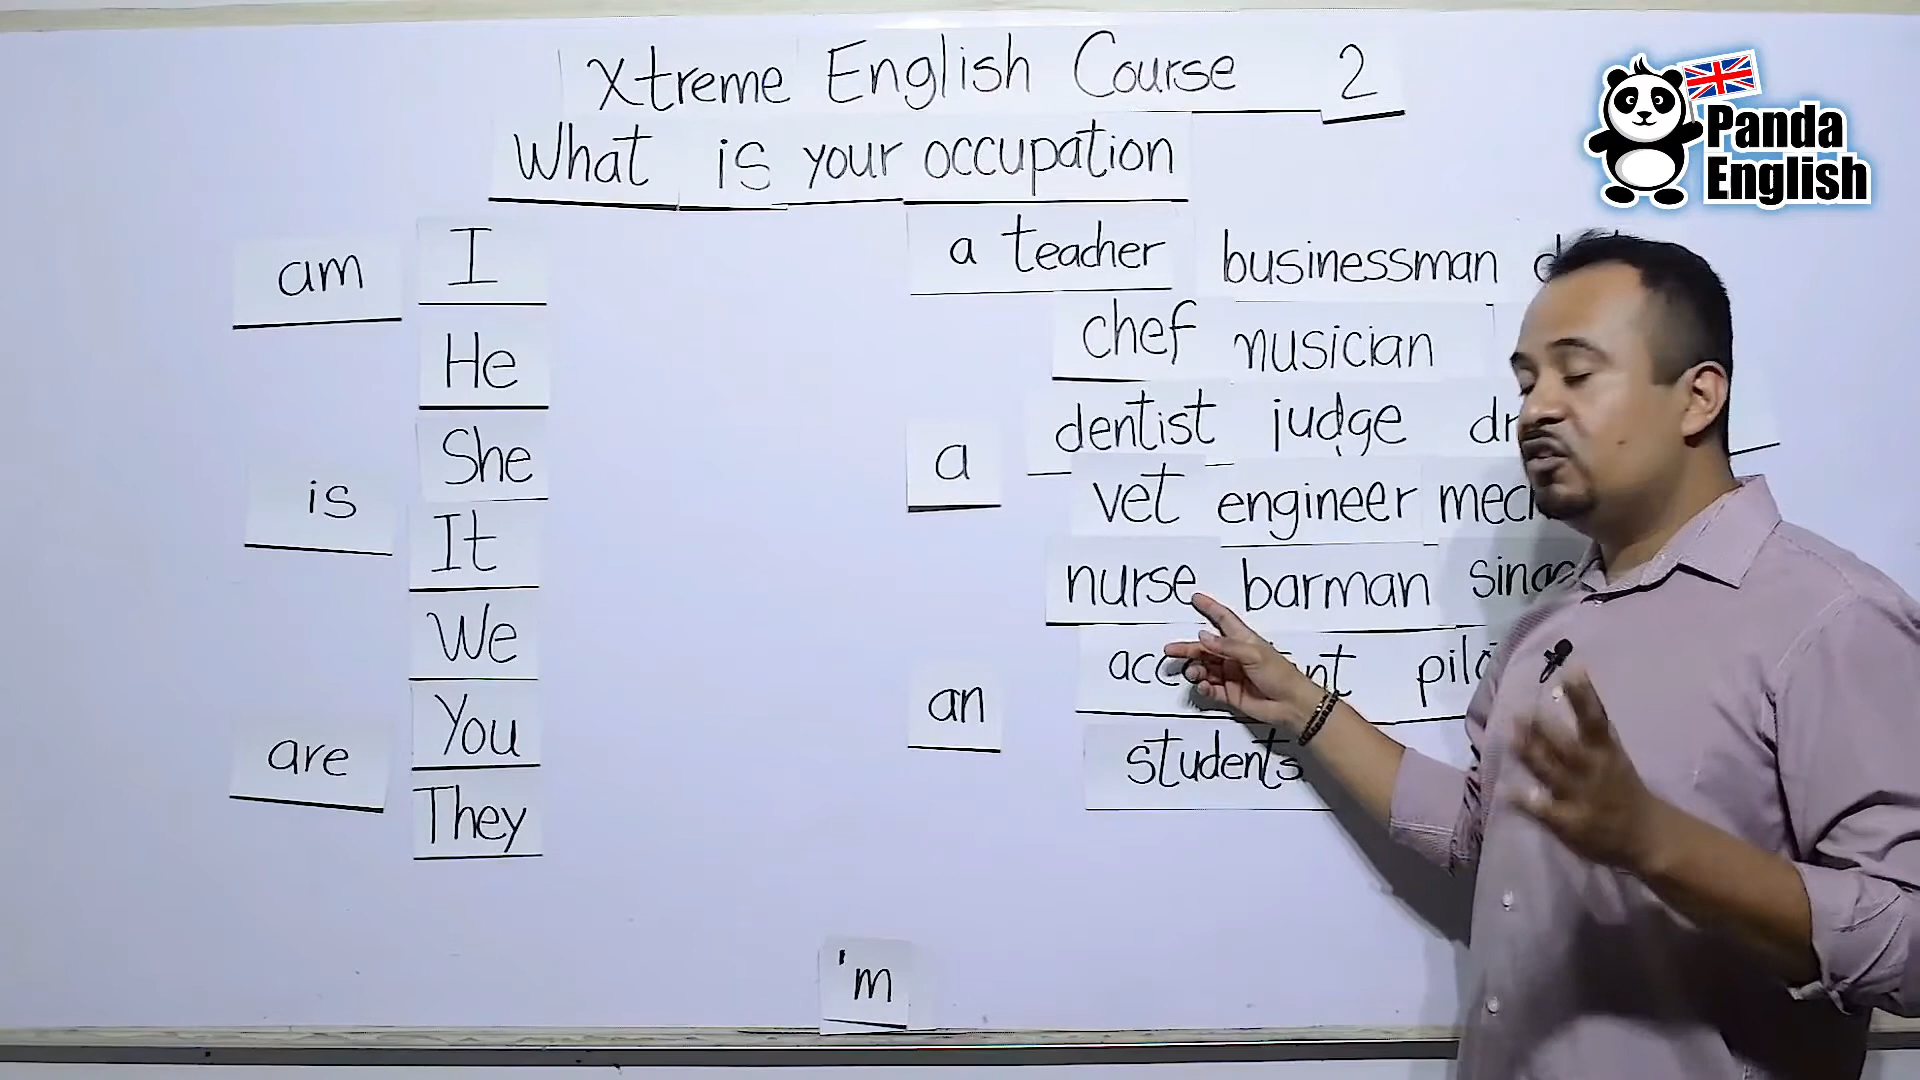 Xtreme English Course 2
Panda
English
What is your occupation
am
I
He
She
is
It
We
You
are
They
a teacher businessman
chef musician
dentist judge
a
vet engineer
nurse barman
pil
an
students
'm